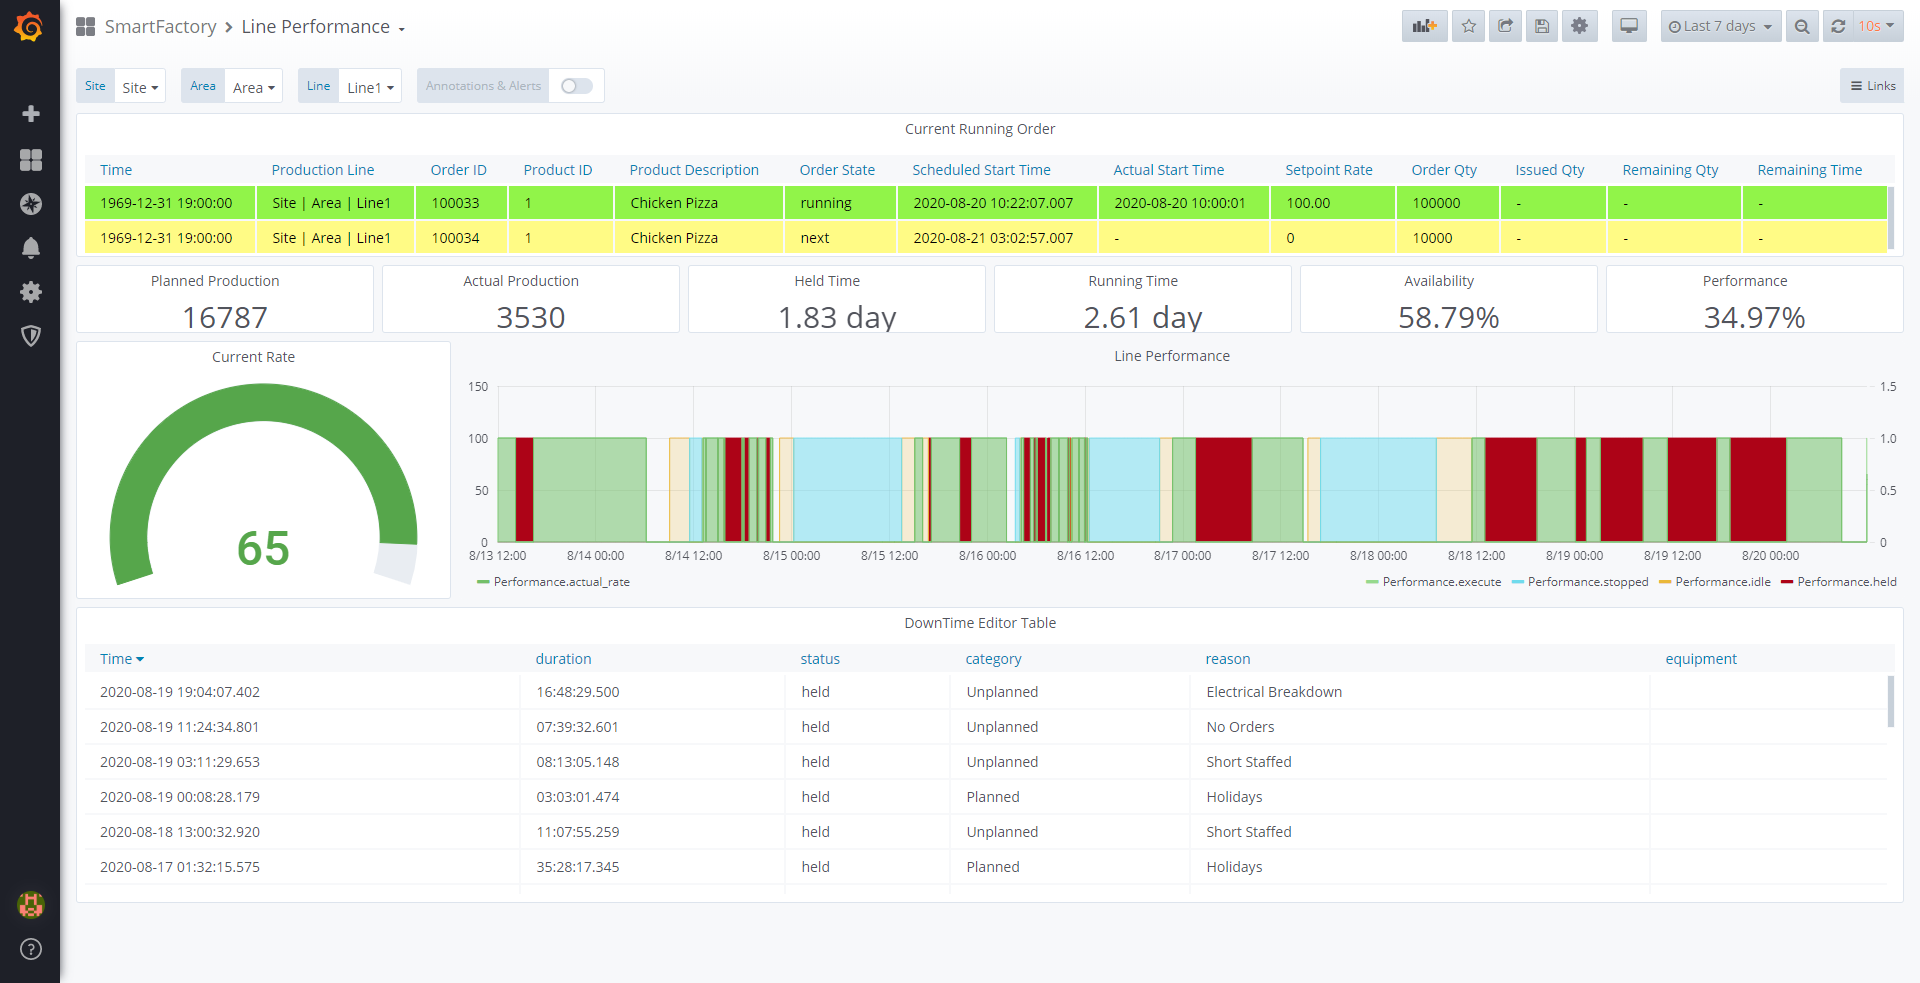 SmartFactory > Line Performance
Last 7 days 10s
Site Site Area Area Line Line1 Annotations & Alerts Links
Current Running Order
Time Production Line Order ID Product ID Product Description Order State Scheduled Start Time Actual Start Time Setpoint Rate Order Qty Issued Qty Remaining Qty Remaining Time
1969-12-31 19:00:00 Site | Area | Line1 100033 1 Chicken Pizza running 2020-08-20 10:22:07.007 2020-08-20 10:00:01 100.00 100000 - - -
1969-12-31 19:00:00 Site | Area | Line1 100034 1 Chicken Pizza next 2020-08-21 03:02:57.007 - 0 10000 - - -
Planned Production Actual Production Held Time Running Time Availability Performance
16787 3530 1.83 day 2.61 day 58.79% 34.97%
Current Rate
65
Line Performance
150 1.5
100 1.0
50 0.5
0 0
8/13 12:00 8/14 00:00 8/14 12:00 8/15 00:00 8/15 12:00 8/16 00:00 8/16 12:00 8/17 00:00 8/17 12:00 8/18 00:00 8/18 12:00 8/19 00:00 8/19 12:00 8/20 00:00
Performance.actual_rate Performance.execute Performance.stopped Performance.idle Performance.held
DownTime Editor Table
Time duration status category reason equipment
2020-08-19 19:04:07.402 16:48:29.500 held Unplanned Electrical Breakdown
2020-08-19 11:24:34.801 07:39:32.601 held Unplanned No Orders
2020-08-19 03:11:29.653 08:13:05.148 held Unplanned Short Staffed
2020-08-19 00:08:28.179 03:03:01.474 held Planned Holidays
2020-08-18 13:00:32.920 11:07:55.259 held Unplanned Short Staffed
2020-08-17 01:32:15.575 35:28:17.345 held Planned Holidays